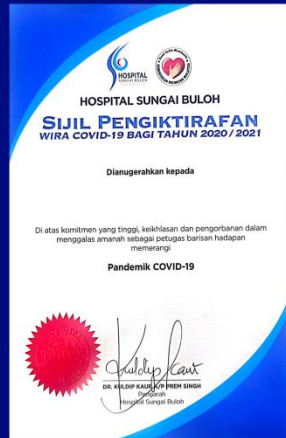 HOSPITAL
SUNGAI BULOH
HOSPITAL SUNGAI BULOH
SIJIL PENGIKTIRAFAN
WIRA COVID-19 BAGI TAHUN 2020/2021
Dianugerahkan kepada
Di atas komitmen yang tinggi, keikhlasan dan pengorbanan dalam
menggalas amanah sebagai petugas barisan hadapan
memerangi
Pandemik COVID-19
DR. KULDIP KAUR A/P PREM SINGH
Pengarah
Hospital Sungai Buloh